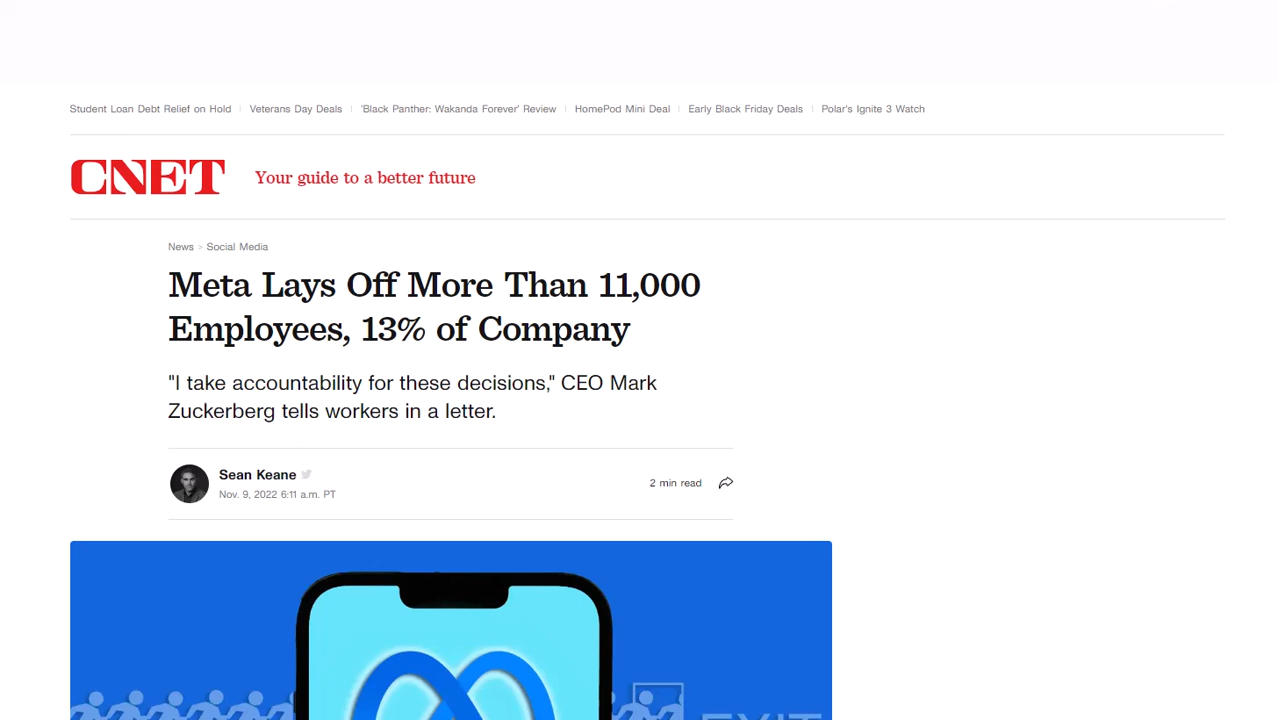 Student Loan Debt Relief on Hold Veterans Day Deals 'Black Panther: Wakanda Forever' Review HomePod Mini Deal Early Black Friday Deals Polar's Ignite 3 Watch
CNET Your guide to a better future
News > Social Media
Meta Lays Off More Than 11,000
Employees, 13% of Company
"I take accountability for these decisions," CEO Mark
Zuckerberg tells workers in a letter.
Sean Keane
Nov. 9, 2022 6:11 a.m. PT
2 min read
EXIT